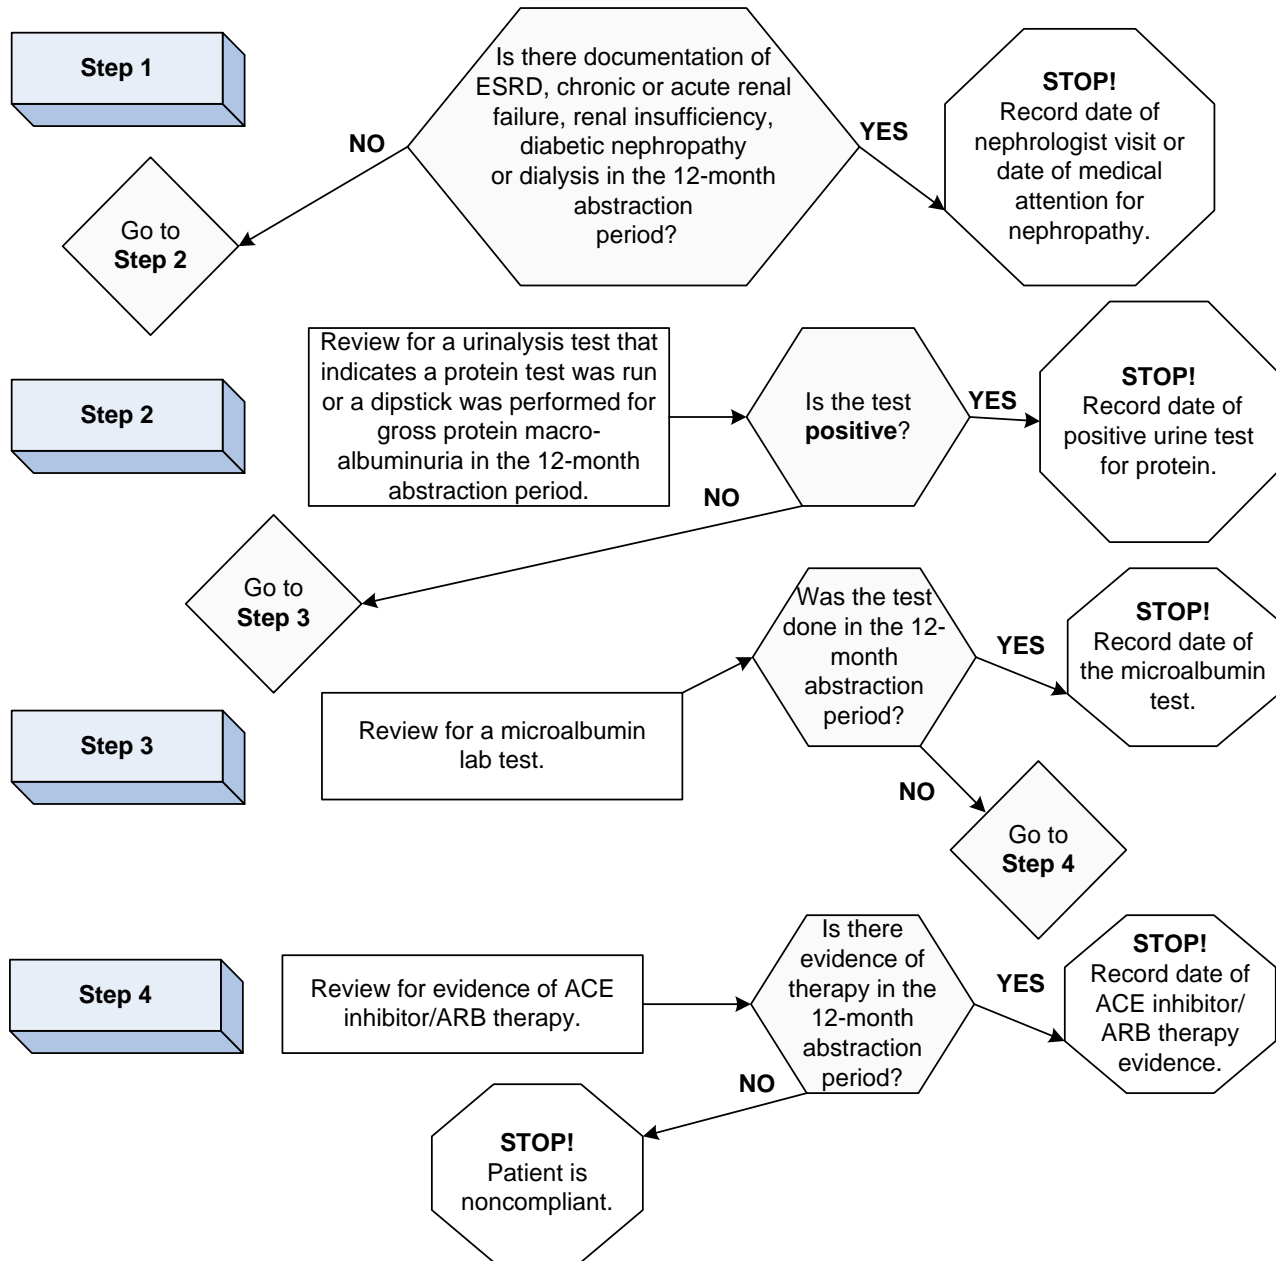 Step 1
Is there documentation of
ESRD, chronic or acute renal
failure, renal insufficiency,
diabetic nephropathy
or dialysis in the 12-month
abstraction
period?
NO
YES
STOP!
Record date of
nephrologist visit or
date of medical
attention for
nephropathy.
Go to
Step 2
Step 2
Review for a urinalysis test that
indicates a protein test was run
or a dipstick was performed for
gross protein macro-
albuminuria in the 12-month
abstraction period.
Is the test
positive?
YES
STOP!
Record date of
positive urine test
for protein.
NO
Go to
Step 3
Step 3
Review for a microalbumin
lab test.
Was the test
done in the 12-
month
abstraction
period?
YES
STOP!
Record date of
the microalbumin
test.
NO
Go to
Step 4
Step 4
Review for evidence of ACE
inhibitor/ARB therapy.
Is there
evidence of
therapy in the
12-month
abstraction
period?
YES
STOP!
Record date of
ACE inhibitor/
ARB therapy
evidence.
NO
STOP!
Patient is
noncompliant.